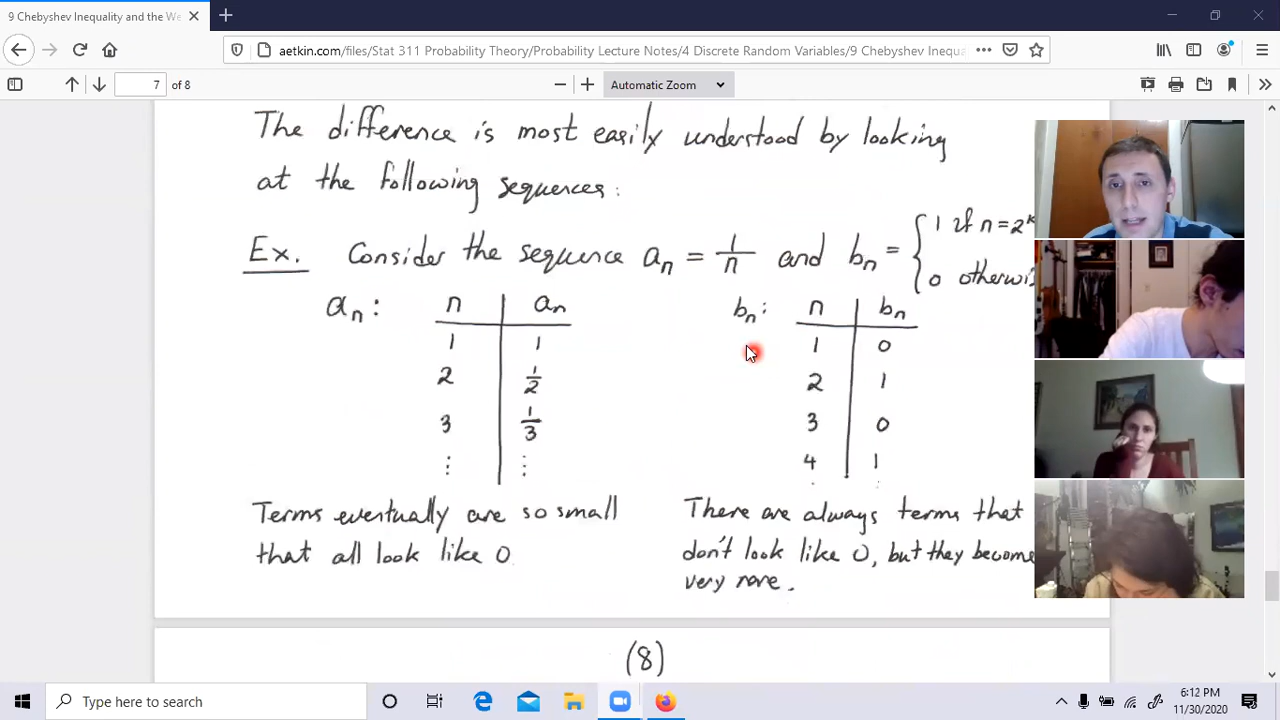 9 Chebyshev Inequality and the We
aetkin.com/files/Stat 311 Probability Theory/Probability Lecture Notes/4 Discrete Random Variables/9 Chebyshev Inequa
7 of 8
Automatic Zoom
The difference is most easily understood by looking
at the following sequences:
Ex. Consider the sequence aₙ = 1/n and bₙ = { 1 if n=2ᵏ
0 otherwis
aₙ: n | aₙ
1 | 1
2 | 1/2
3 | 1/3
⋮ | ⋮
Terms eventually are so small
that all look like 0.
bₙ: n | bₙ
1 | 0
2 | 1
3 | 0
4 | 1
There are always terms that
don't look like 0, but they become
very rare.
(8)
Type here to search
6:12 PM
11/30/2020